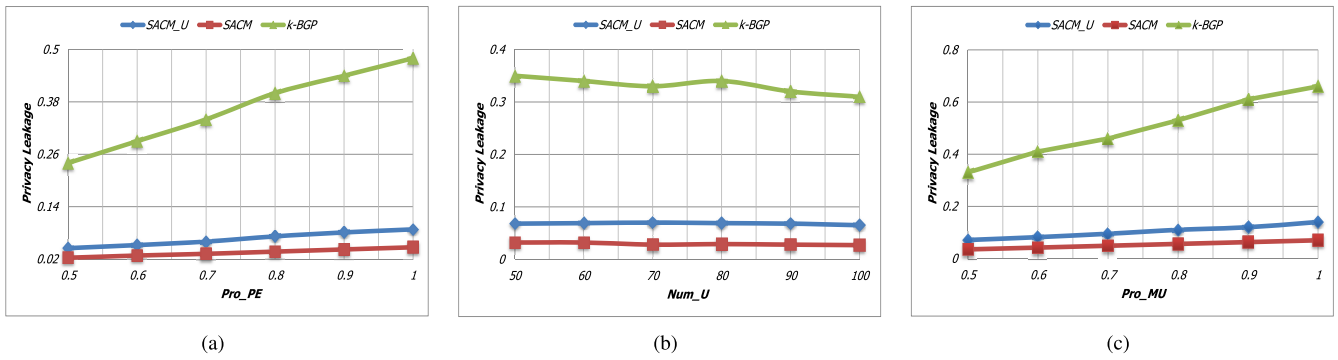 SACM_U SACM k-BGP
0.5
0.38
0.26
0.14
0.02
Privacy Leakage
0.5 0.6 0.7 0.8 0.9 1
Pro_PE
(a)
SACM_U SACM k-BGP
0.4
0.3
0.2
0.1
0
Privacy Leakage
50 60 70 80 90 100
Num_U
(b)
SACM_U SACM k-BGP
0.8
0.6
0.4
0.2
0
Privacy Leakage
0.5 0.6 0.7 0.8 0.9 1
Pro_MU
(c)